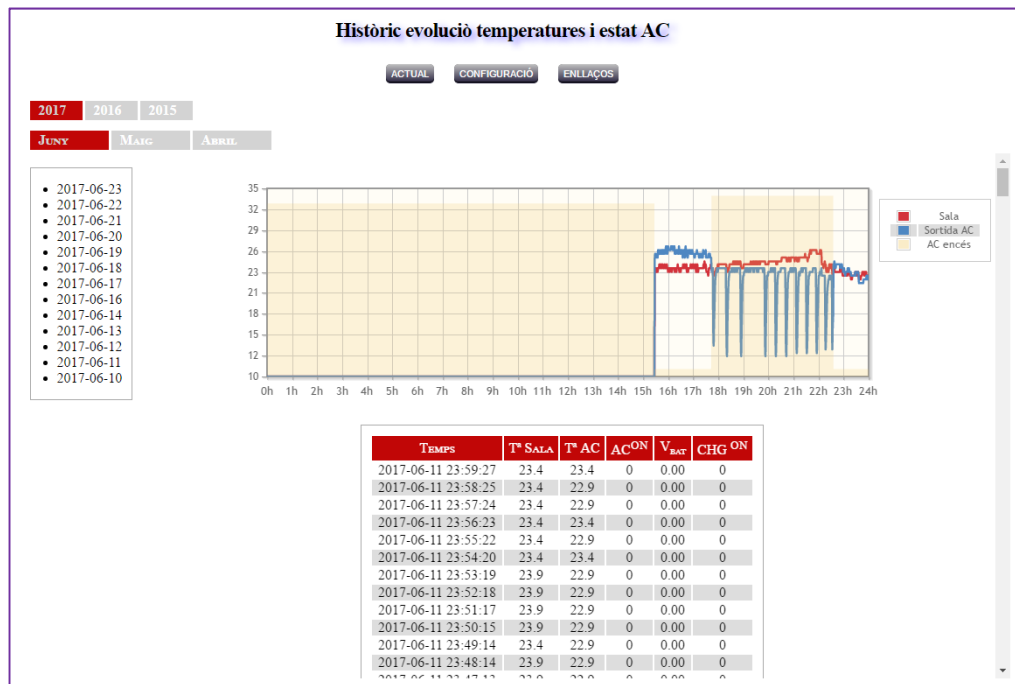 Històric evolució temperatures i estat AC
ACTUAL CONFIGURACIÓ ENLLAÇOS
2017 2016 2015
Juny Maig Abril
2017-06-23
2017-06-22
2017-06-21
2017-06-20
2017-06-19
2017-06-18
2017-06-17
2017-06-16
2017-06-14
2017-06-13
2017-06-12
2017-06-11
2017-06-10
35
32
29
26
23
21
18
15
12
10
0h 1h 2h 3h 4h 5h 6h 7h 8h 9h 10h 11h 12h 13h 14h 15h 16h 17h 18h 19h 20h 21h 22h 23h 24h
Sala
Sortida AC
AC encés
Temps Tª Sala Tª AC AC ON V BAT CHG ON
2017-06-11 23:59:27 23.4 23.4 0 0.00 0
2017-06-11 23:58:25 23.4 22.9 0 0.00 0
2017-06-11 23:57:24 23.4 22.9 0 0.00 0
2017-06-11 23:56:23 23.4 23.4 0 0.00 0
2017-06-11 23:55:22 23.4 22.9 0 0.00 0
2017-06-11 23:54:20 23.4 23.4 0 0.00 0
2017-06-11 23:53:19 23.9 22.9 0 0.00 0
2017-06-11 23:52:18 23.9 22.9 0 0.00 0
2017-06-11 23:51:17 23.9 22.9 0 0.00 0
2017-06-11 23:50:15 23.9 22.9 0 0.00 0
2017-06-11 23:49:14 23.4 22.9 0 0.00 0
2017-06-11 23:48:14 23.9 22.9 0 0.00 0